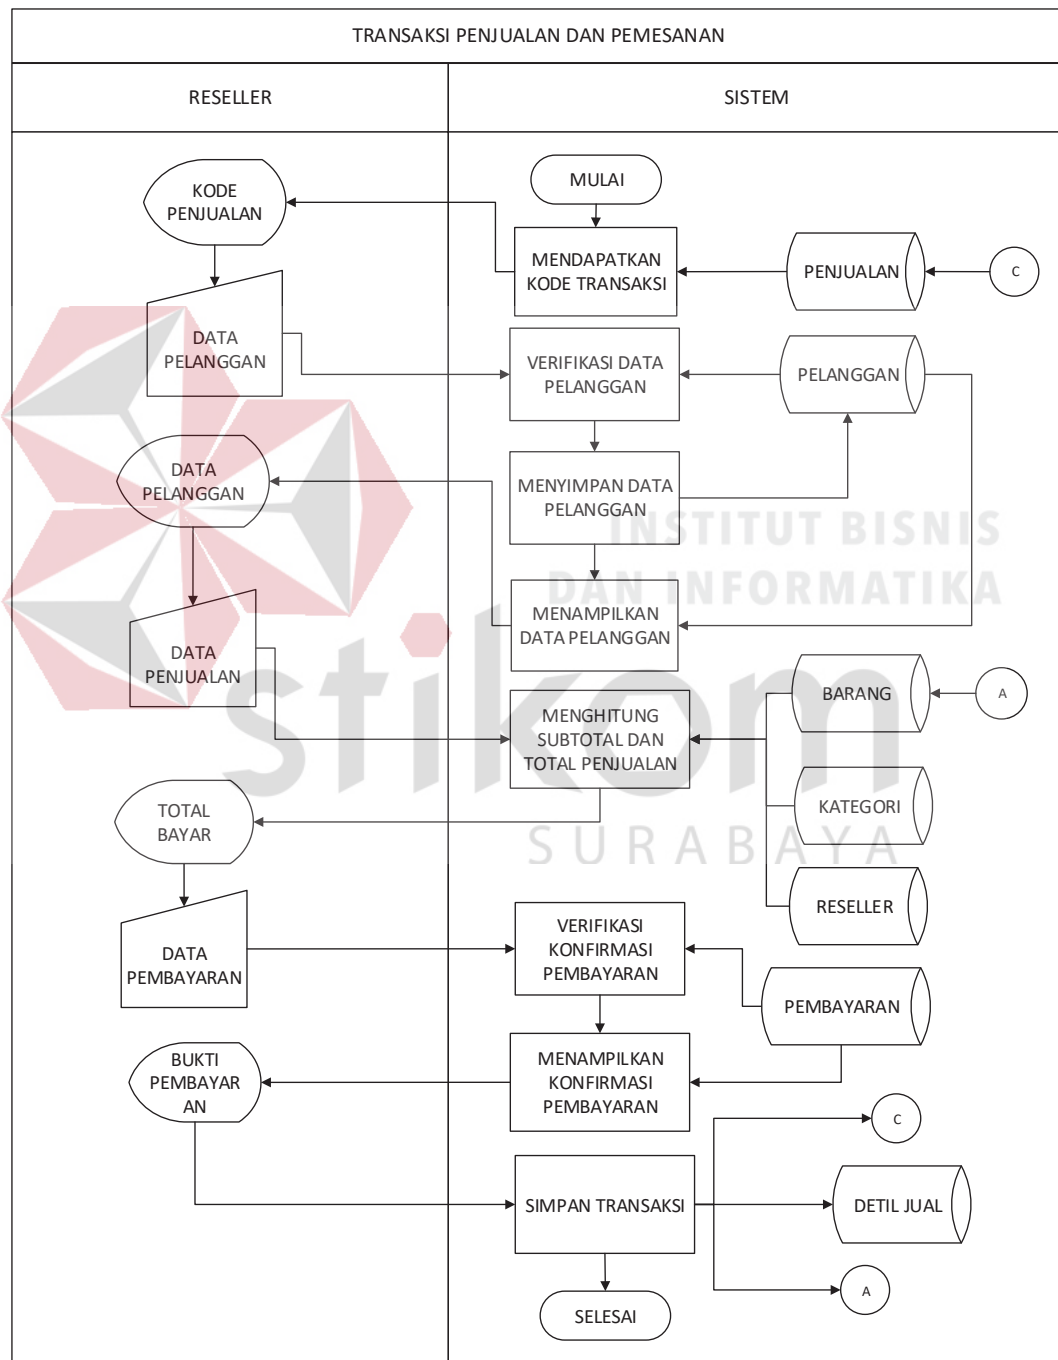 TRANSAKSI PENJUALAN DAN PEMESANAN
RESELLER
SISTEM
MULAI
KODE
PENJUALAN
MENDAPATKAN
KODE TRANSAKSI
PENJUALAN
C
DATA
PELANGGAN
VERIFIKASI DATA
PELANGGAN
PELANGGAN
DATA
PELANGGAN
MENYIMPAN DATA
PELANGGAN
INSTITUT BISNIS
DAN INFORMATIKA
MENAMPILKAN
DATA PELANGGAN
DATA
PENJUALAN
stikom
SURABAYA
MENGHITUNG
SUBTOTAL DAN
TOTAL PENJUALAN
BARANG
A
KATEGORI
RESELLER
TOTAL
BAYAR
DATA
PEMBAYARAN
VERIFIKASI
KONFIRMASI
PEMBAYARAN
PEMBAYARAN
BUKTI
PEMBAYAR
AN
MENAMPILKAN
KONFIRMASI
PEMBAYARAN
C
SIMPAN TRANSAKSI
DETIL JUAL
A
SELESAI